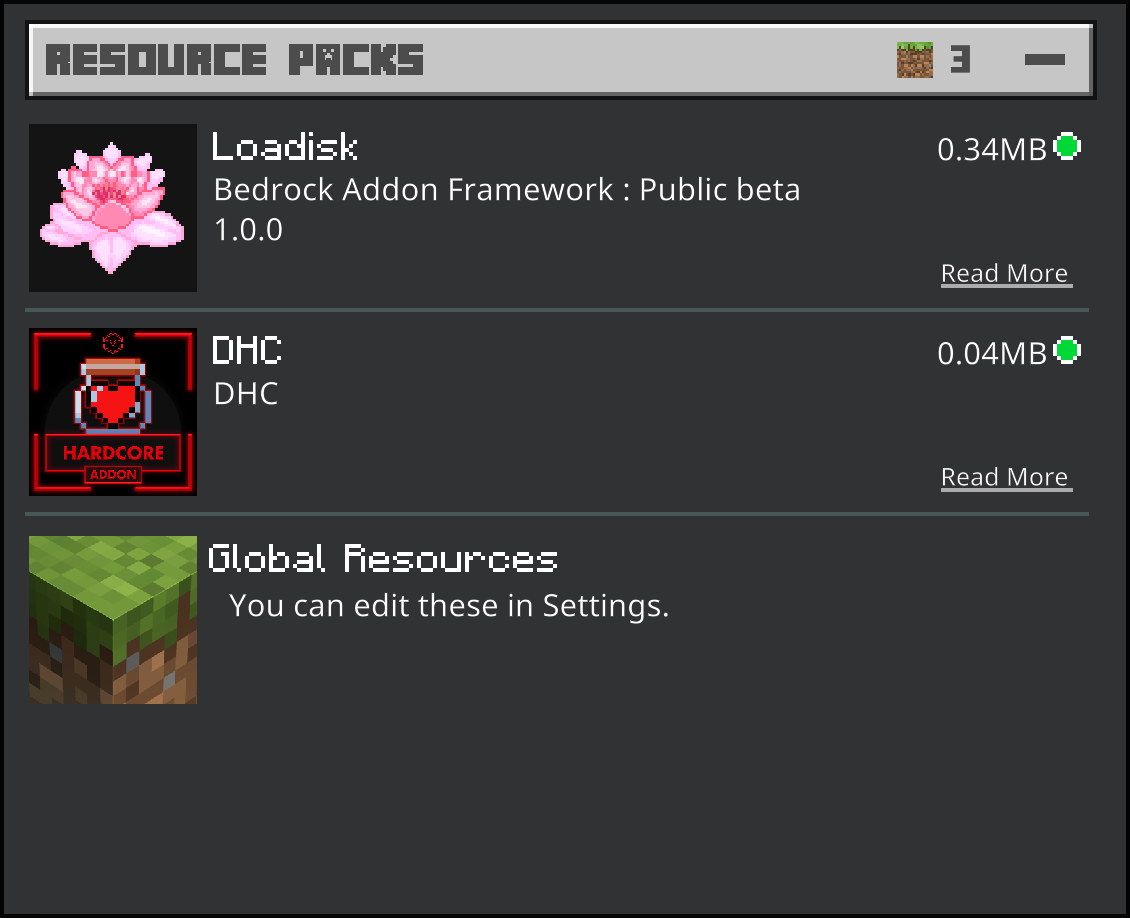 RESOURCE PACKS 3
Loadisk 0.34MB
Bedrock Addon Framework : Public beta
1.0.0
Read More
DHC 0.04MB
DHC
HARDCORE
ADDON
Read More
Global Resources
You can edit these in Settings.